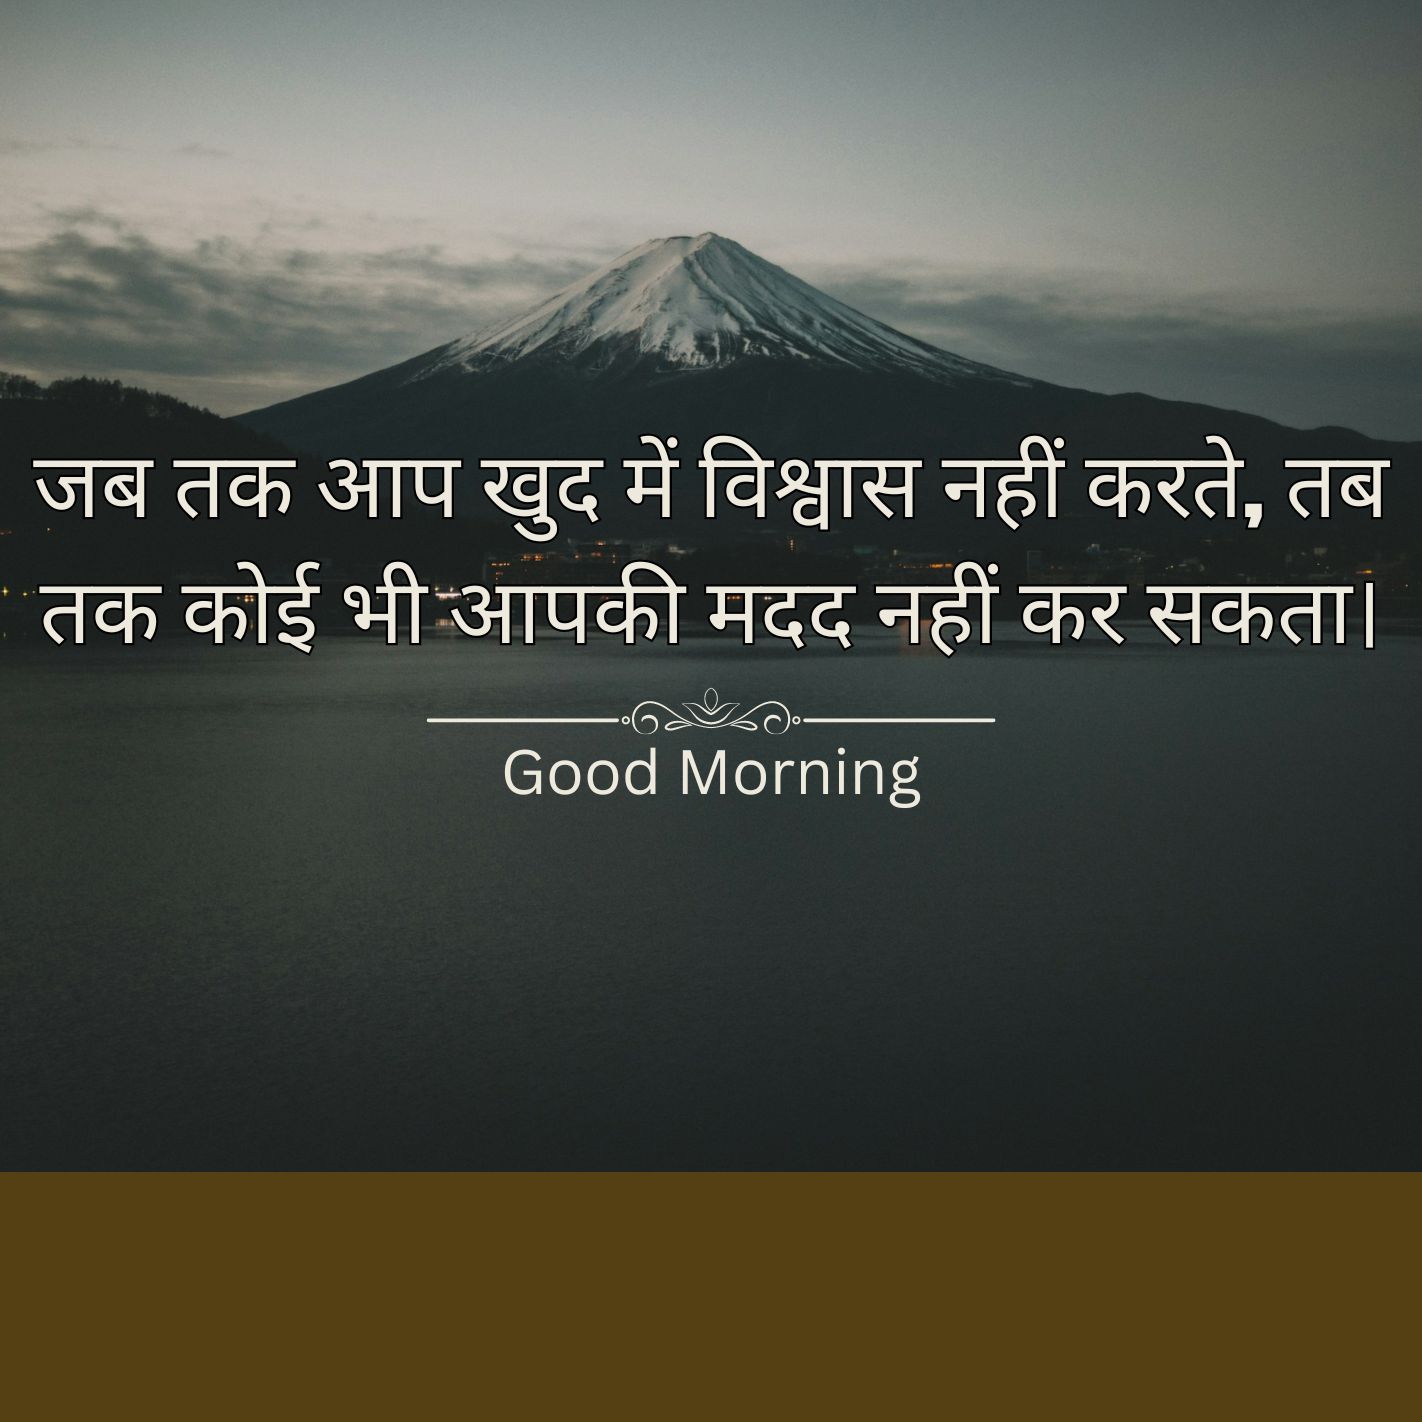 जब तक आप खुद में विश्वास नहीं करते, तब
तक कोई भी आपकी मदद नहीं कर सकता।
Good Morning